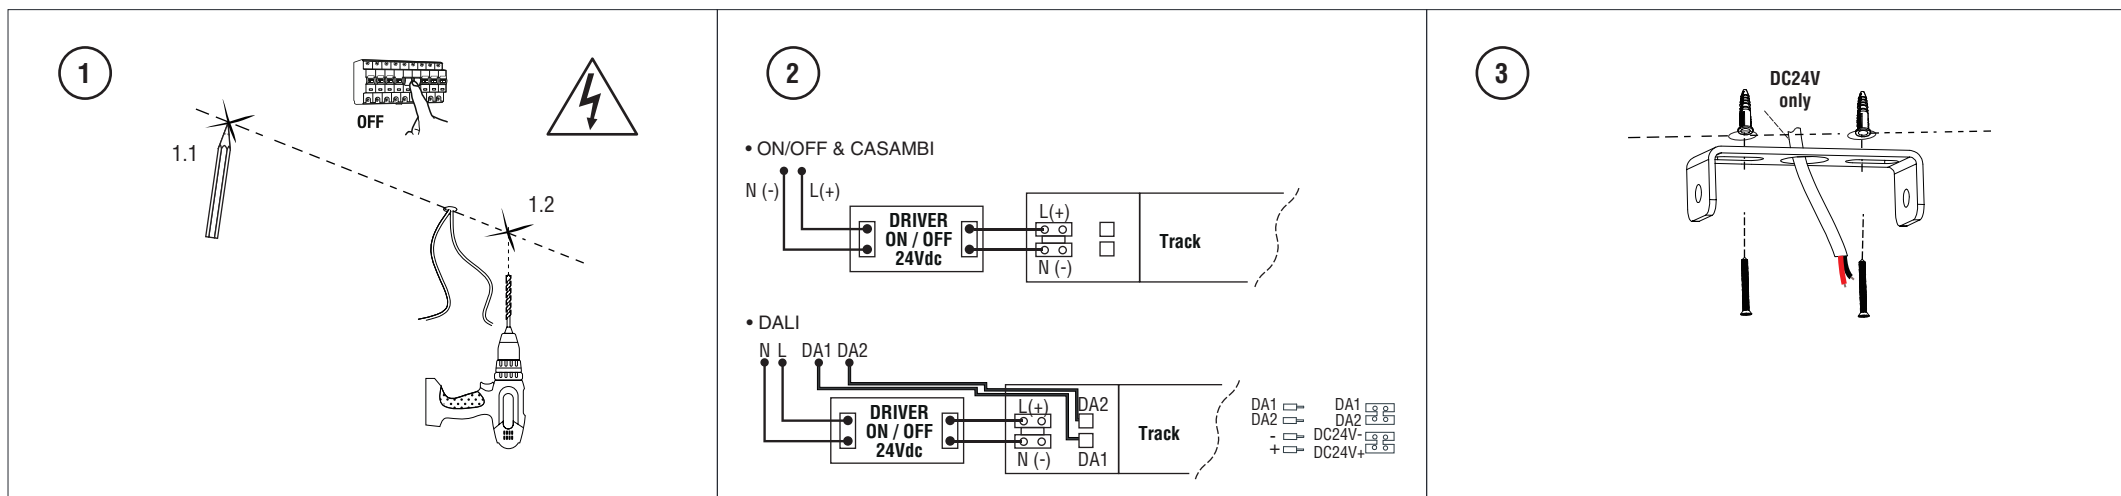 1
OFF
1.1
1.2
2
• ON/OFF & CASAMBI
N (-) L(+)
DRIVER
ON / OFF
24Vdc
L(+)
N (-)
Track
• DALI
N L DA1 DA2
DRIVER
ON / OFF
24Vdc
L(+)
N (-)
DA2
DA1
Track
DA1 DA1
DA2 DA2
- DC24V-
+ DC24V+
3
DC24V
only